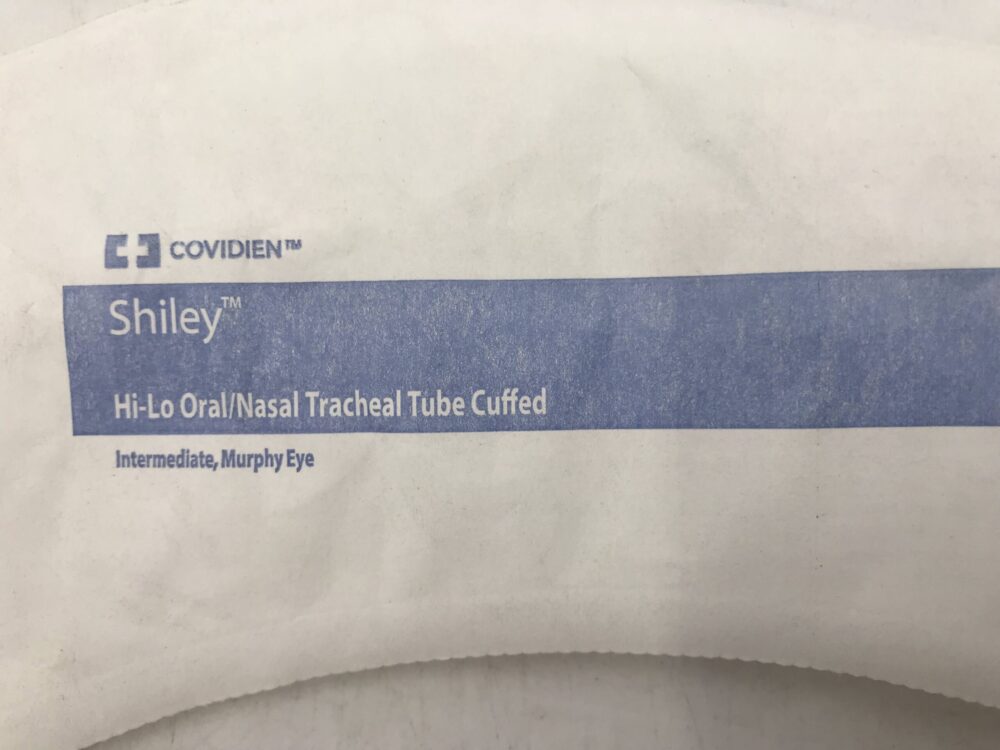 COVIDIEN™
Shiley™
Hi-Lo Oral/Nasal Tracheal Tube Cuffed
Intermediate, Murphy Eye